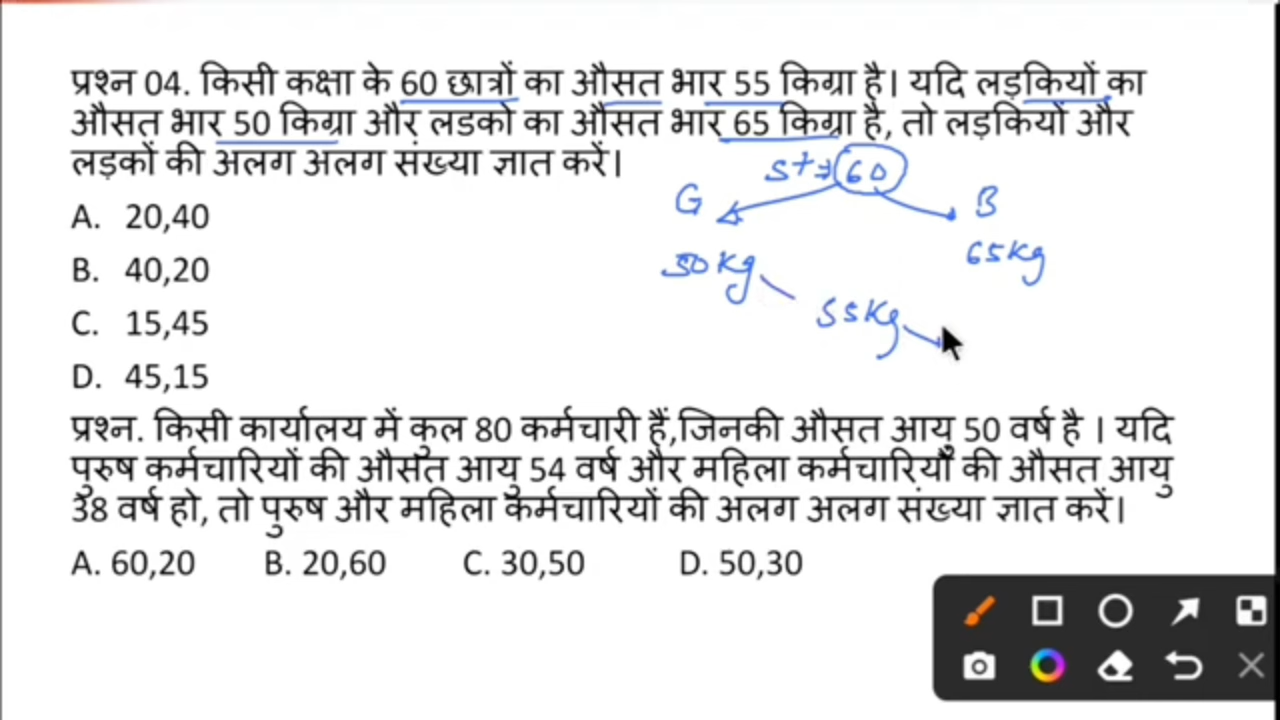 प्रश्न 04. किसी कक्षा के 60 छात्रों का औसत भार 55 किग्रा है। यदि लड़कियों का
औसत भार 50 किग्रा और लडको का औसत भार 65 किग्रा है, तो लड़कियों और
लड़कों की अलग अलग संख्या ज्ञात करें।
St⇒ 60
G B
A. 20,40
50kg 65kg
B. 40,20
55kg
C. 15,45
D. 45,15
प्रश्न. किसी कार्यालय में कुल 80 कर्मचारी हैं,जिनकी औसत आयु 50 वर्ष है । यदि
पुरुष कर्मचारियों की औसत आयु 54 वर्ष और महिला कर्मचारियों की औसत आयु
38 वर्ष हो, तो पुरुष और महिला कर्मचारियों की अलग अलग संख्या ज्ञात करें।
A. 60,20 B. 20,60 C. 30,50 D. 50,30